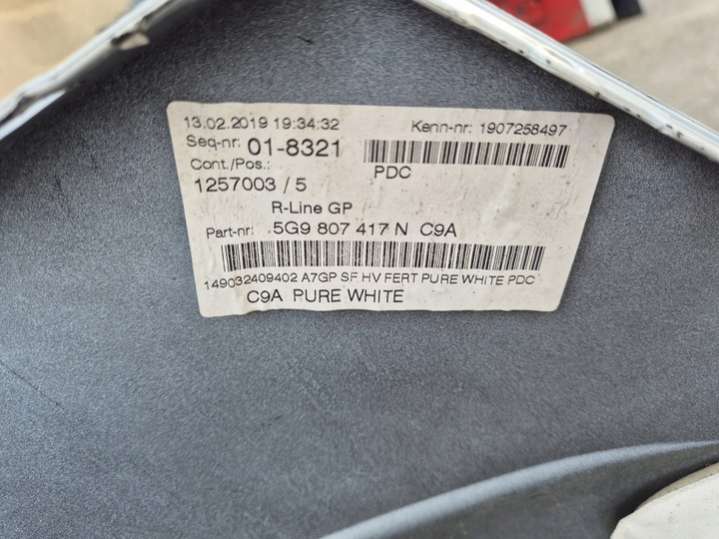 13.02.2019 19:34:32 Kenn-nr: 1907258497
Seq-nr: 01-8321
Cont./Pos.: PDC
1257003 / 5
R-Line GP
Part-nr: 5G9 807 417 N C9A
149032409402 A7GP SF HV FERT PURE WHITE PDC
C9A PURE WHITE